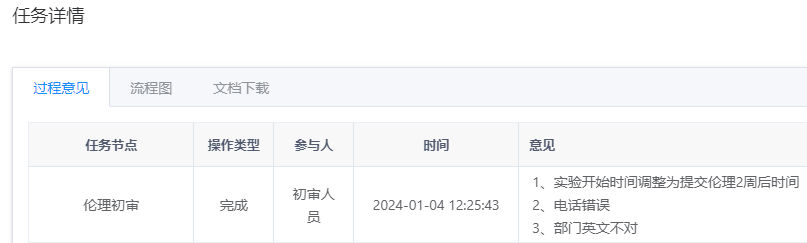 任务详情
过程意见 流程图 文档下载
任务节点 操作类型 参与人 时间 意见
伦理初审 完成 初审人员 2024-01-04 12:25:43
1、实验开始时间调整为提交伦理2周后时间
2、电话错误
3、部门英文不对